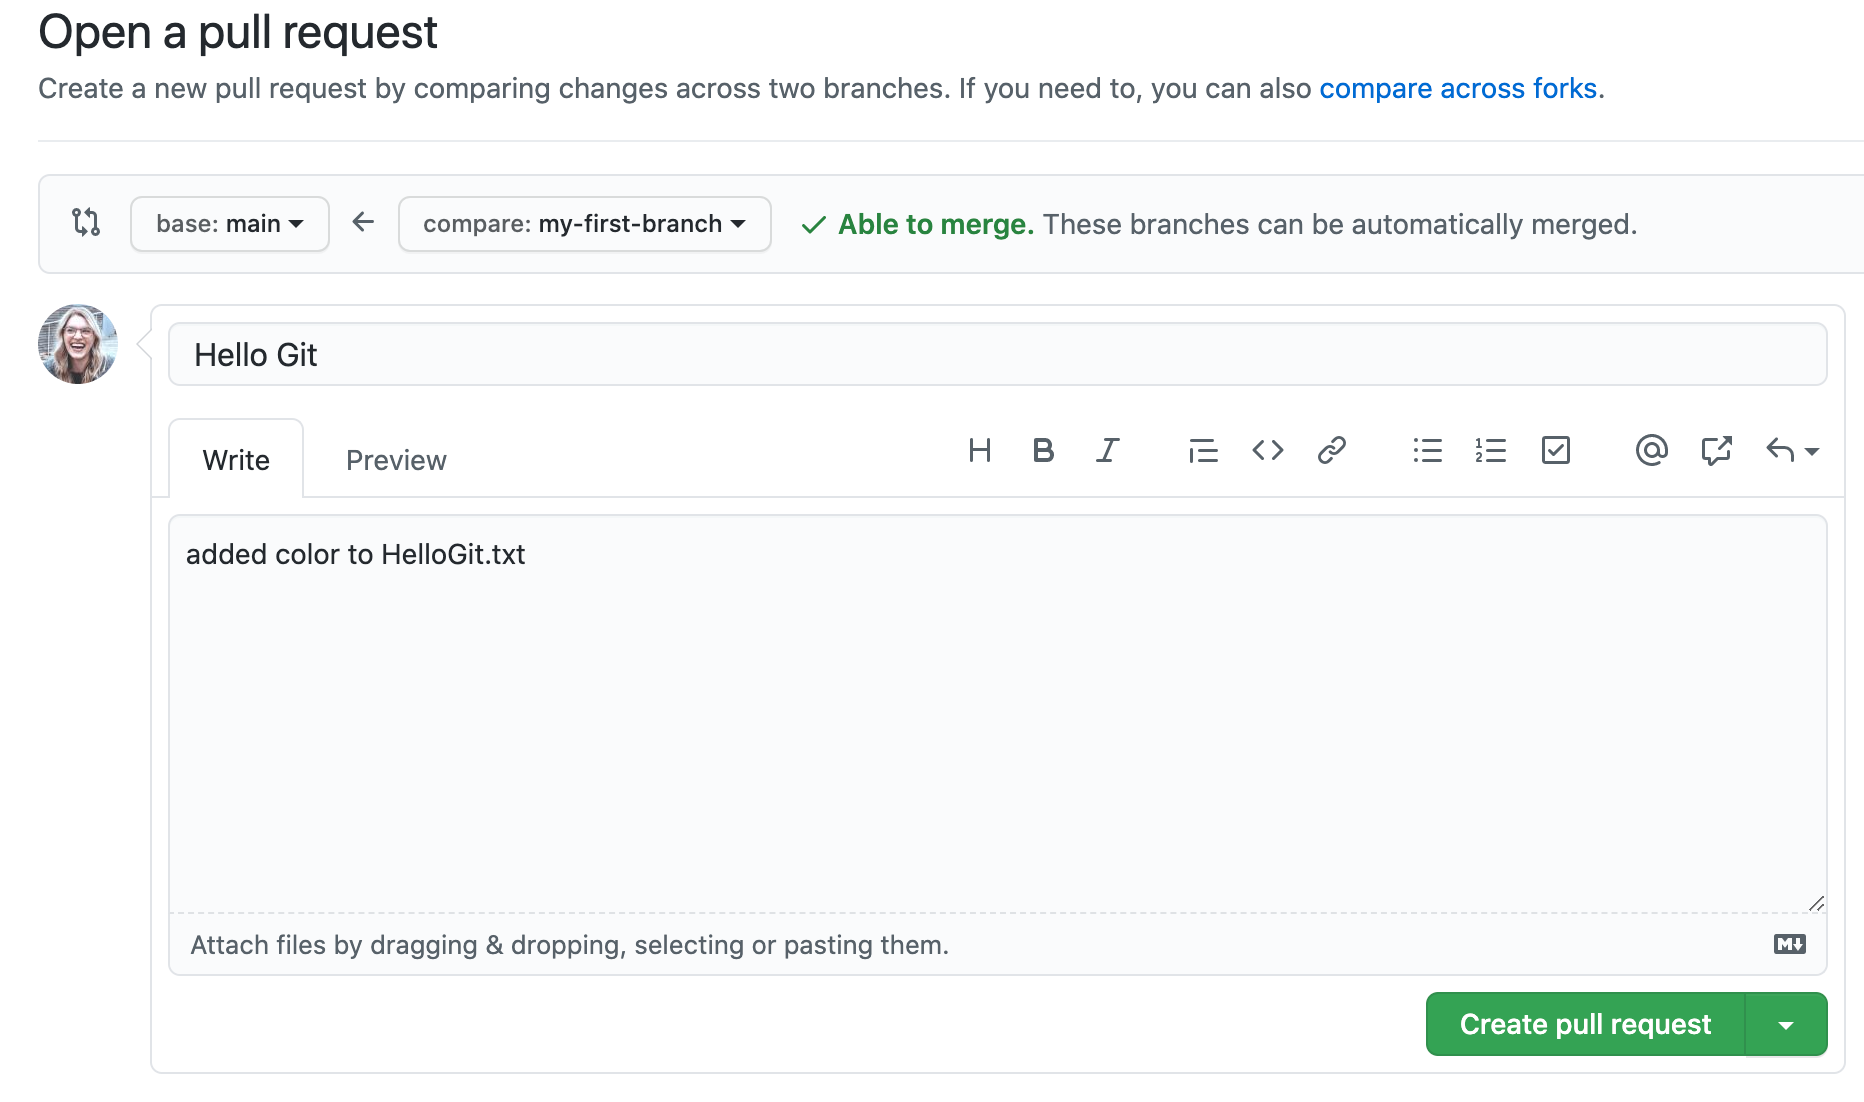 Open a pull request
Create a new pull request by comparing changes across two branches. If you need to, you can also compare across forks.
base: main compare: my-first-branch Able to merge. These branches can be automatically merged.
Hello Git
Write Preview
added color to HelloGit.txt
Attach files by dragging & dropping, selecting or pasting them.
Create pull request